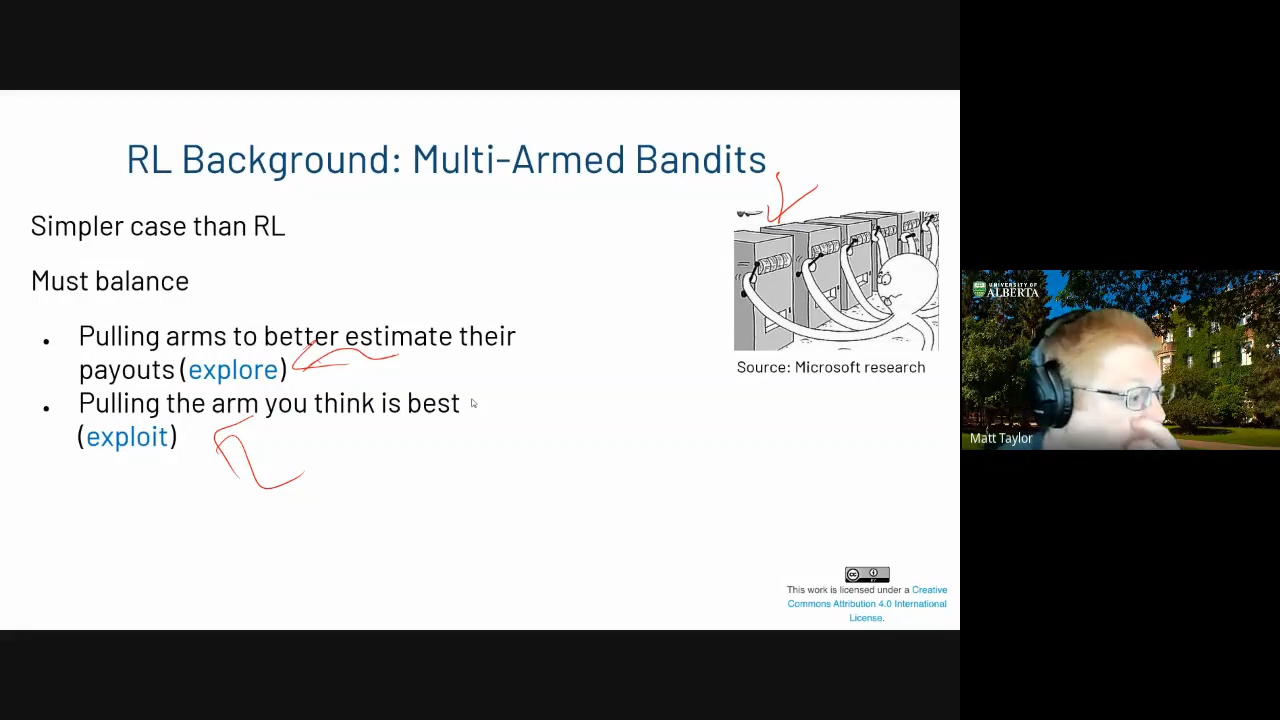 RL Background: Multi-Armed Bandits
Simpler case than RL
Must balance
• Pulling arms to better estimate their
payouts (explore)
• Pulling the arm you think is best
(exploit)
Source: Microsoft research
This work is licensed under a Creative
Commons Attribution 4.0 International
License.
UNIVERSITY OF
ALBERTA
Matt Taylor